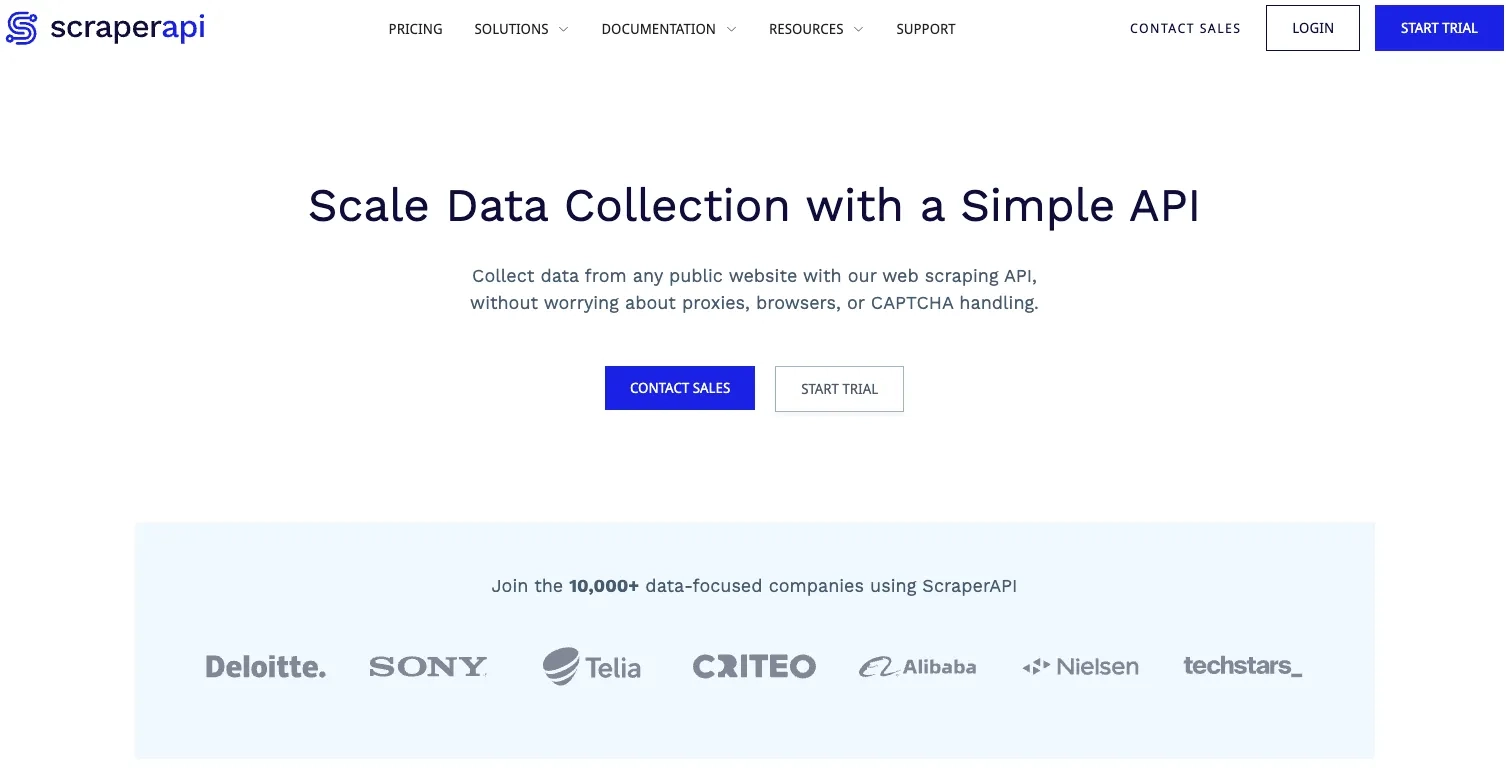 scraperapi
PRICING
SOLUTIONS
DOCUMENTATION
RESOURCES
SUPPORT
CONTACT SALES
LOGIN
START TRIAL
Scale Data Collection with a Simple API
Collect data from any public website with our web scraping API,
without worrying about proxies, browsers, or CAPTCHA handling.
CONTACT SALES
START TRIAL
Join the 10,000+ data-focused companies using ScraperAPI
Deloitte.
SONY
Telia
CRITEO
Alibaba
Nielsen
techstars_